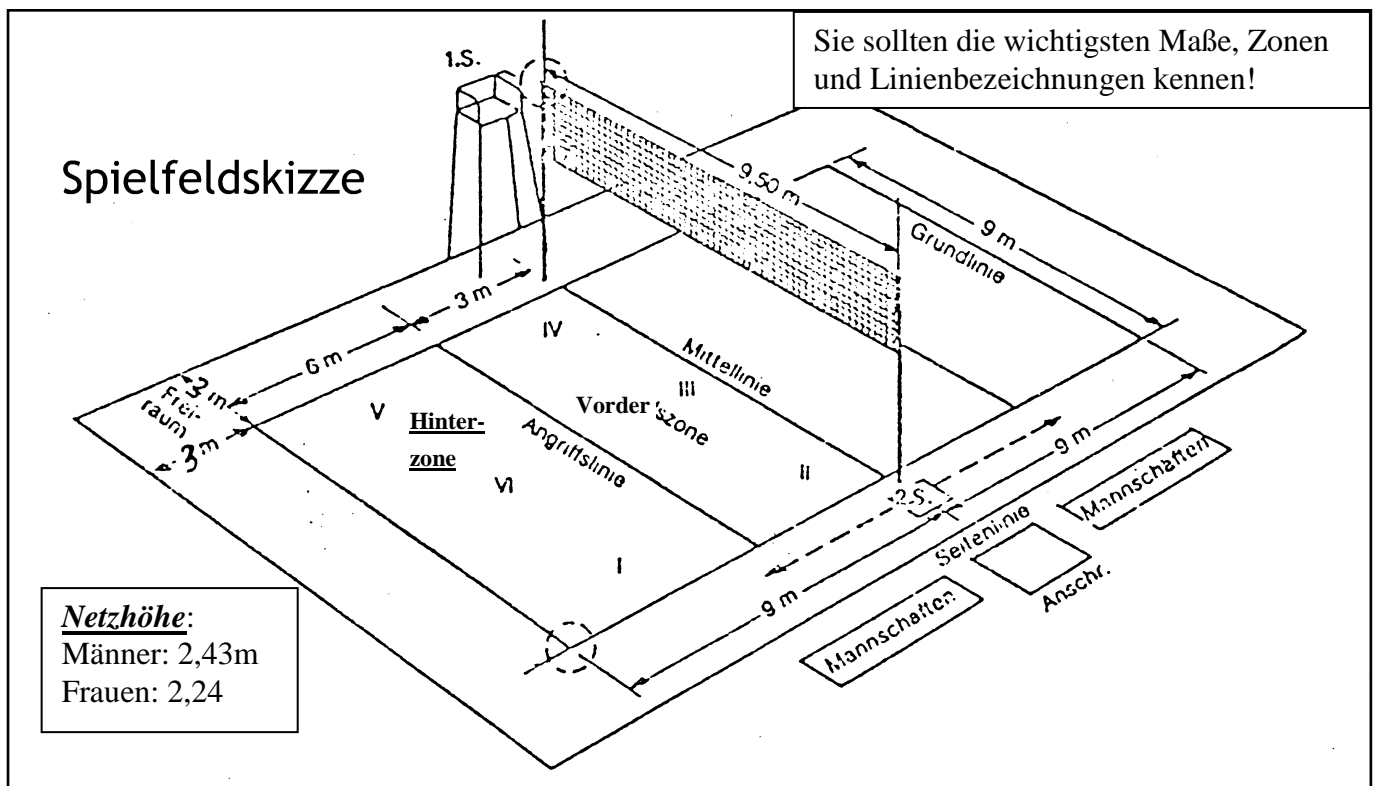 Sie sollten die wichtigsten Maße, Zonen
und Linienbezeichnungen kennen!
1.S.
Spielfeldskizze
9,50 m
9 m
Grundlinie
3 m
6 m
IV
Mittellinie
III
3 m
Frei-
raum
3 m
V
Hinter-
zone
Vorder
szone
Angriffslinie
VI
II
I
2.S.
9 m
9 m
Seitenlinie
Mannschaften
Anschr.
Mannschaften
Netzhöhe:
Männer: 2,43m
Frauen: 2,24